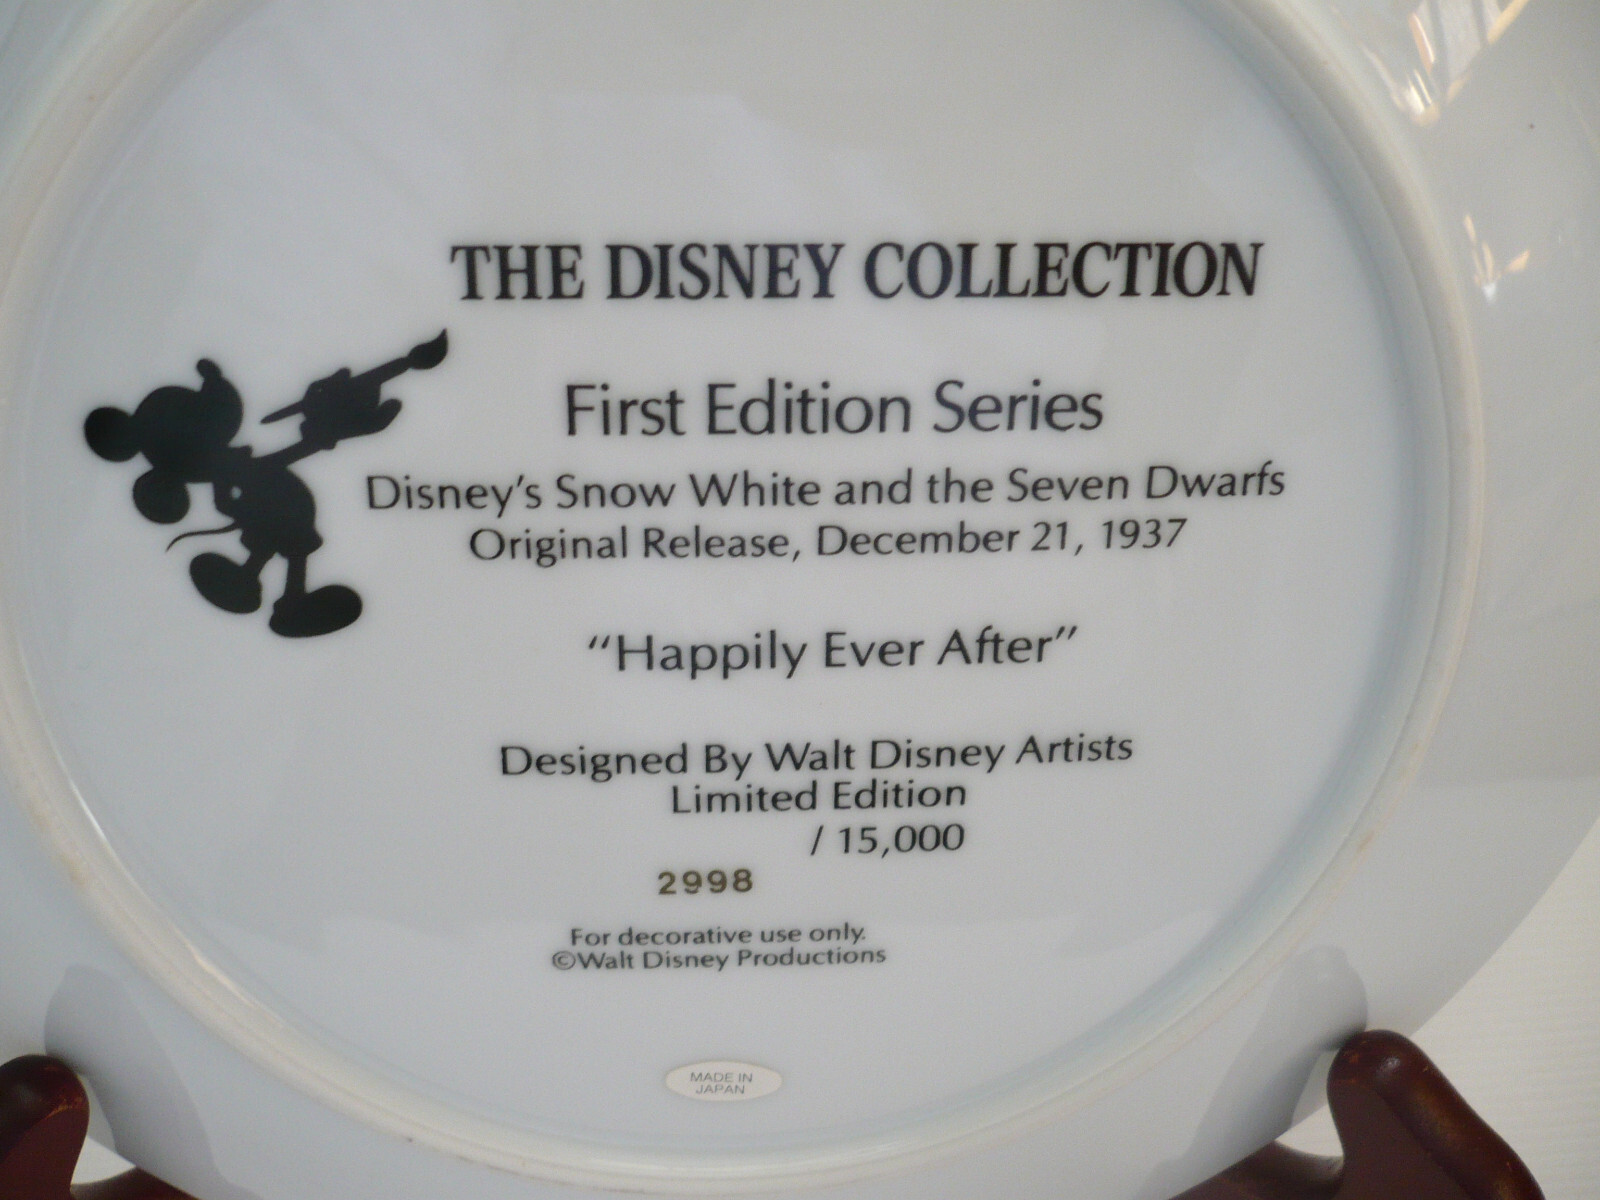 THE DISNEY COLLECTION
First Edition Series
Disney's Snow White and the Seven Dwarfs
Original Release, December 21, 1937
"Happily Ever After"
Designed By Walt Disney Artists
Limited Edition
/ 15,000
2998
For decorative use only.
©Walt Disney Productions
MADE IN
JAPAN